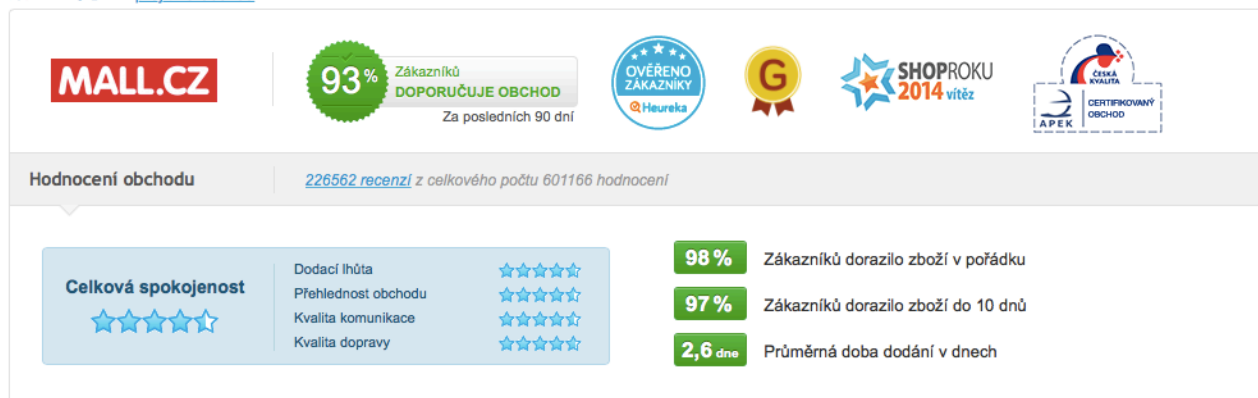 MALL.CZ
93%
Zákazníků
DOPORUČUJE OBCHOD
Za posledních 90 dní
OVĚŘENO
ZÁKAZNÍKY
Heureka
G
SHOPROKU
2014 vítěz
ČESKÁ
KVALITA
APEK
CERTIFIKOVANÝ
OBCHOD
Hodnocení obchodu
226562 recenzí z celkového počtu 601166 hodnocení
Celková spokojenost
Dodací lhůta
Přehlednost obchodu
Kvalita komunikace
Kvalita dopravy
98 % Zákazníků dorazilo zboží v pořádku
97 % Zákazníků dorazilo zboží do 10 dnů
2,6 dne Průměrná doba dodání v dnech